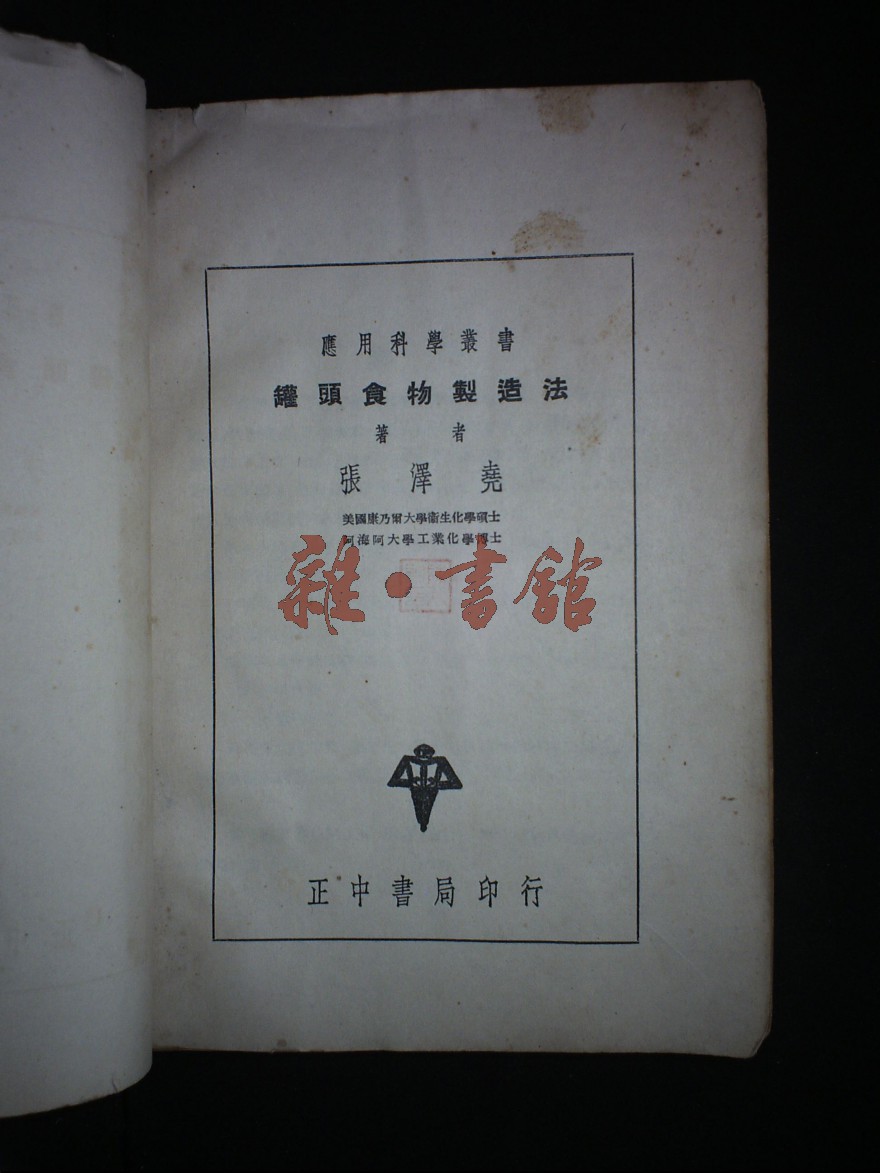 應用科學叢書
罐頭食物製造法
著者
張澤堯
美國康乃爾大學衞生化學碩士
阿海阿大學工業化學博士
雜·書舘
正中書局印行